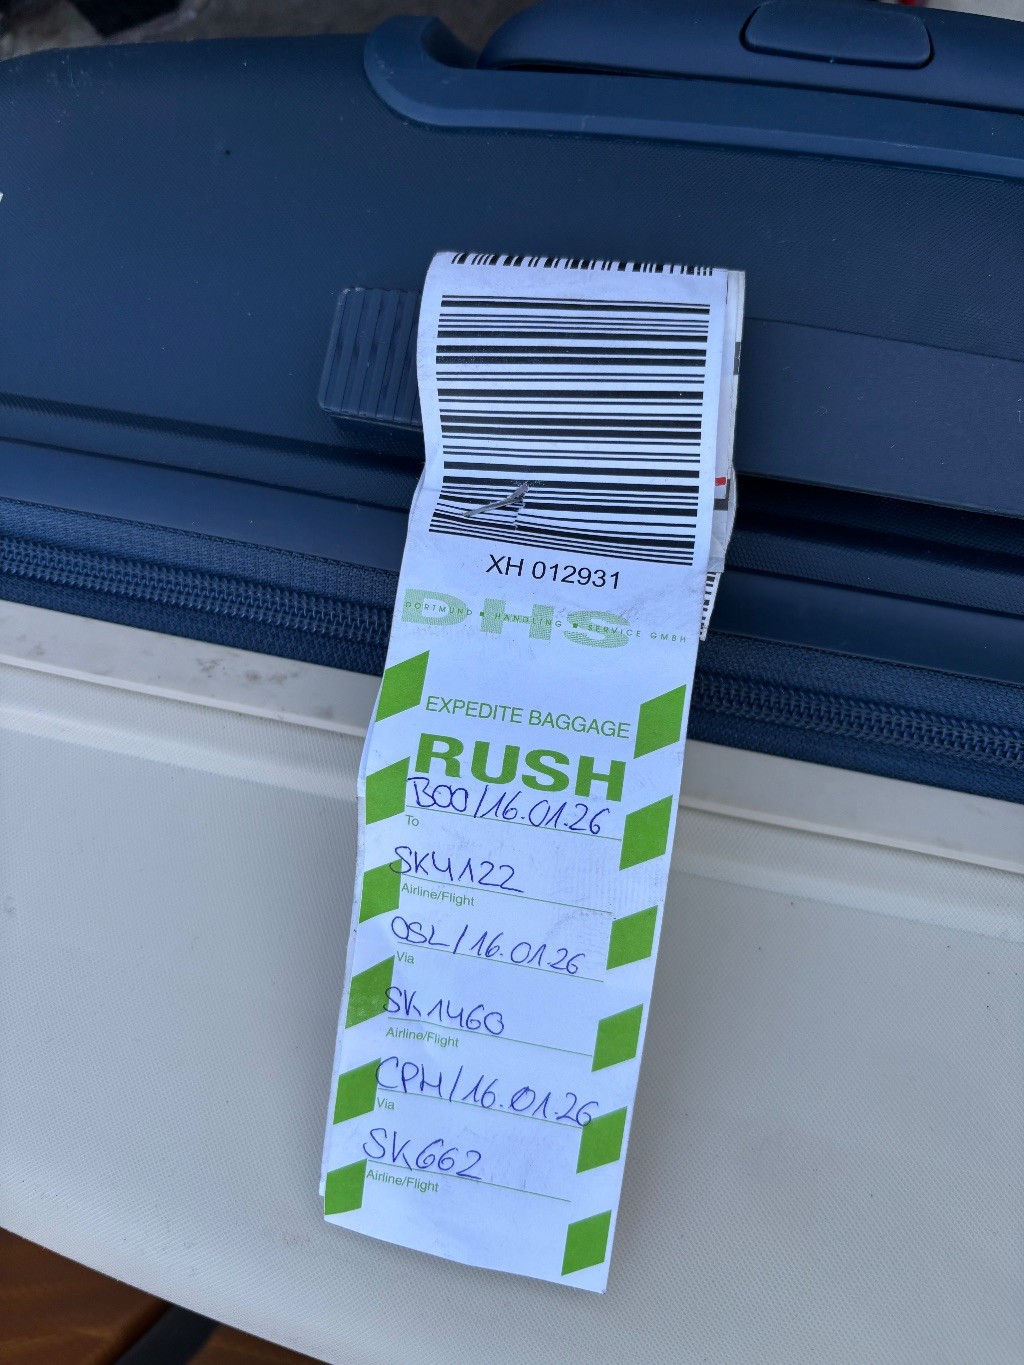 XH 012931
DHS
DORTMUND ■ HANDLING ■ SERVICE GMBH
EXPEDITE BAGGAGE
RUSH
BOO/16.01.26
To
SK4122
Airline/Flight
OSL/16.01.26
Via
SK1460
Airline/Flight
CPH/16.01.26
Via
SK662
Airline/Flight